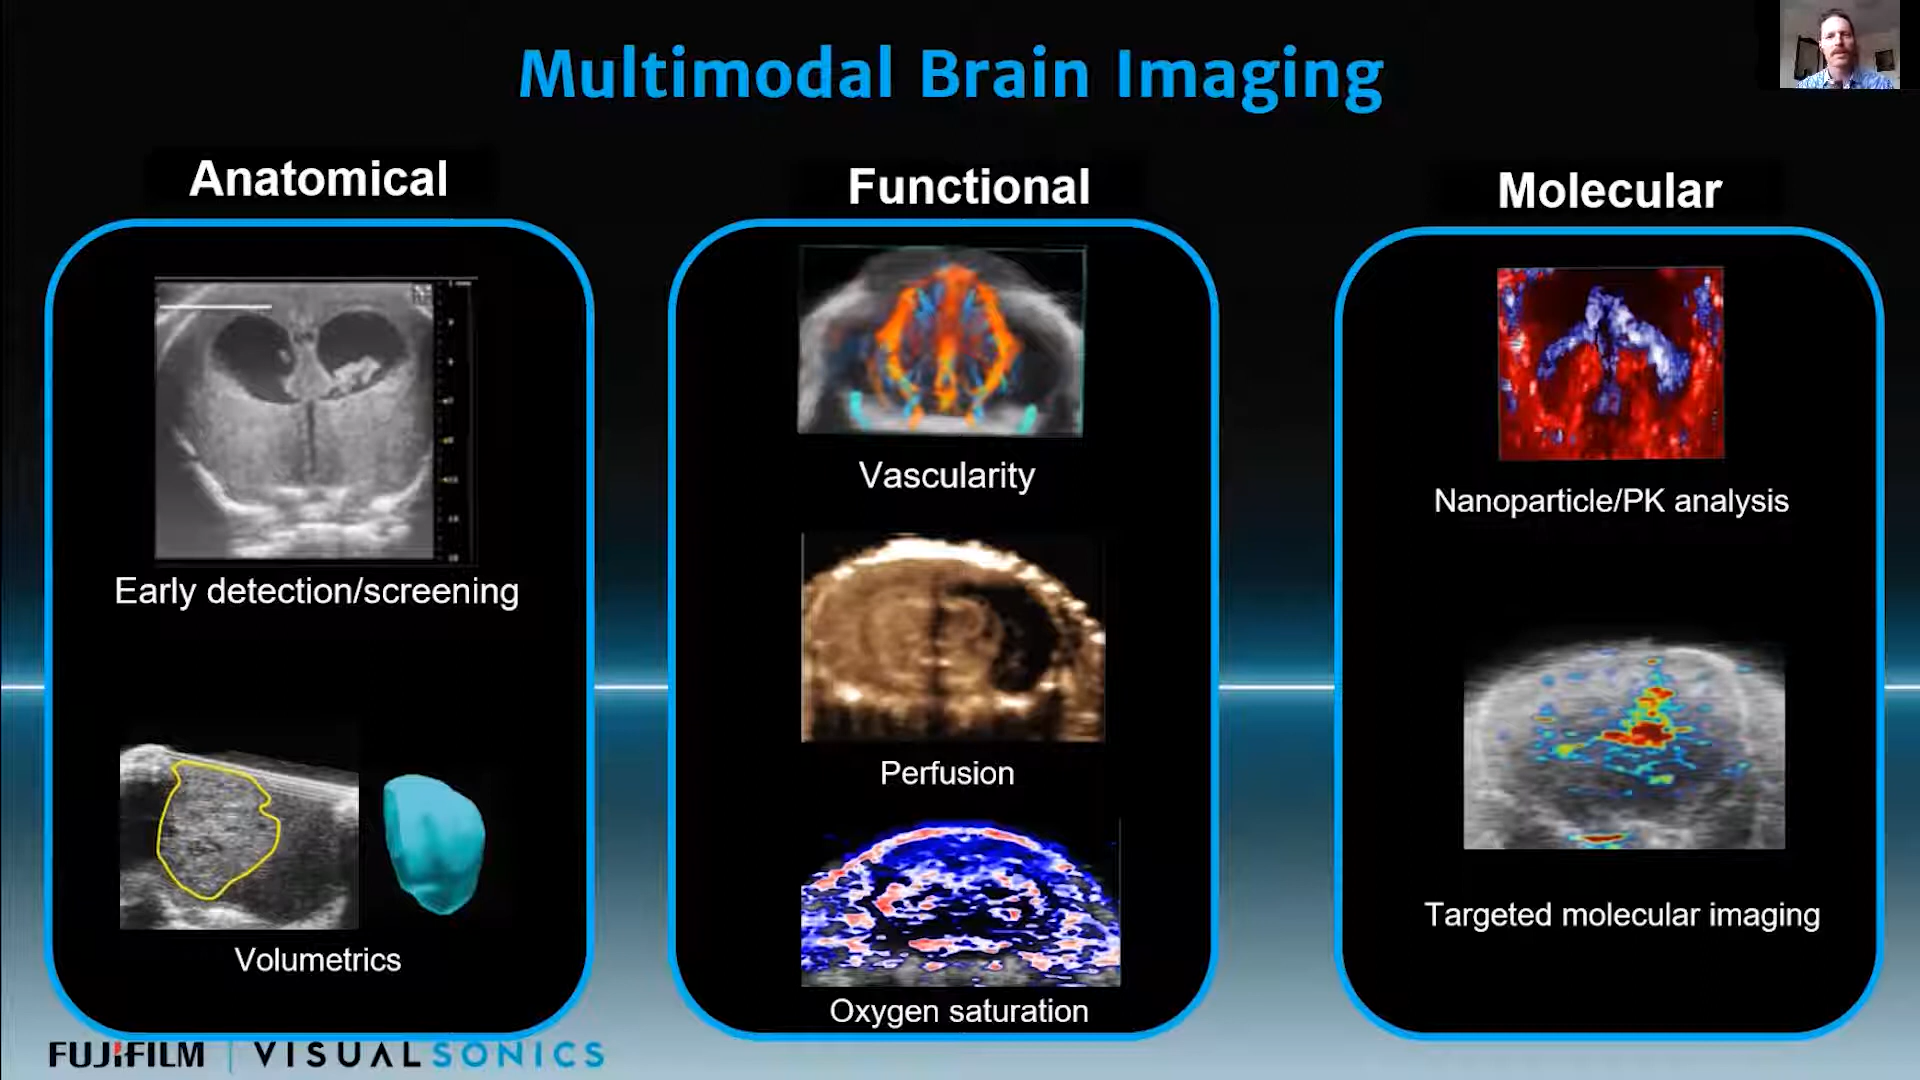 Multimodal Brain Imaging
Anatomical
Early detection/screening
Volumetrics
Functional
Vascularity
Perfusion
Oxygen saturation
Molecular
Nanoparticle/PK analysis
Targeted molecular imaging
FUJIFILM | VISUALSONICS